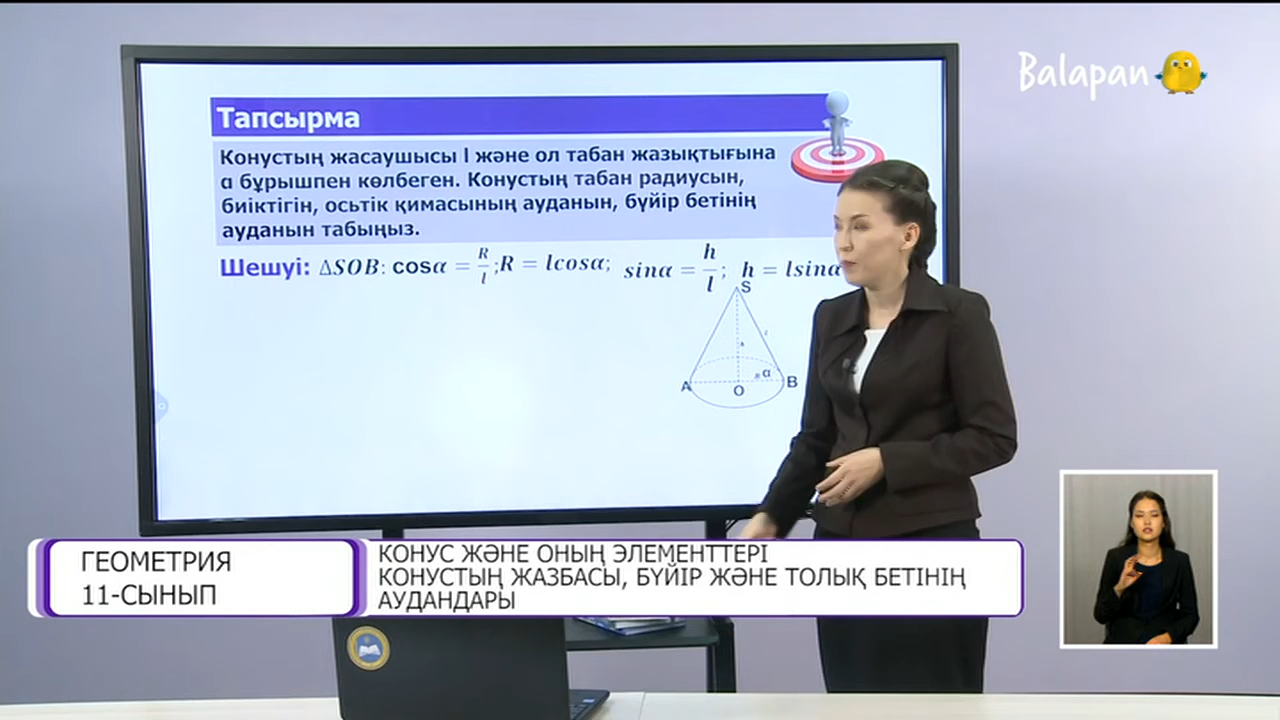 Balapan
Тапсырма
Конустың жасаушысы l және ол табан жазықтығына
α бұрышпен көлбеген. Конустың табан радиусын,
биіктігін, осьтік қимасының ауданын, бүйір бетінің
ауданын табыңыз.
Шешуі: ΔSOB: cosα = R/l; R = lcosα; sinα = h/l; h = lsinα
S
l
h
R α
A O B
ГЕОМЕТРИЯ
11-СЫНЫП
КОНУС ЖӘНЕ ОНЫҢ ЭЛЕМЕНТТЕРІ
КОНУСТЫҢ ЖАЗБАСЫ, БҮЙІР ЖӘНЕ ТОЛЫҚ БЕТІНІҢ
АУДАНДАРЫ